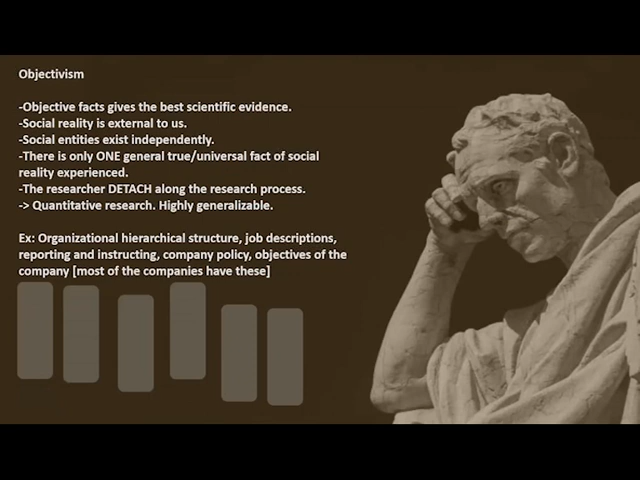 Objectivism
-Objective facts gives the best scientific evidence.
-Social reality is external to us.
-Social entities exist independently.
-There is only ONE general true/universal fact of social
reality experienced.
-The researcher DETACH along the research process.
-> Quantitative research. Highly generalizable.
Ex: Organizational hierarchical structure, job descriptions,
reporting and instructing, company policy, objectives of the
company [most of the companies have these]